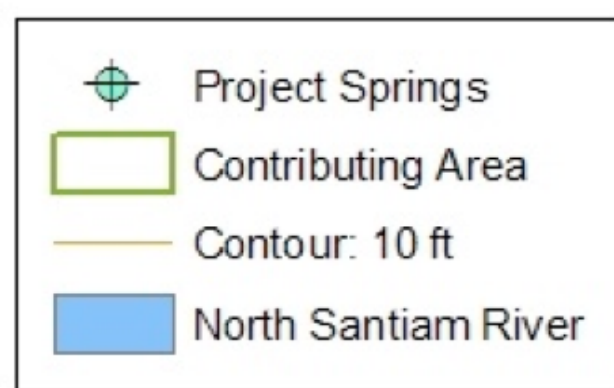 Project Springs
Contributing Area
Contour: 10 ft
North Santiam River